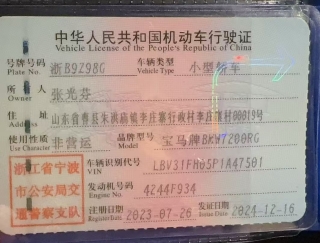 中华人民共和国机动车行驶证
Vehicle License of the People's Republic of China
号牌号码 浙B9Z98G 车辆类型 小型轿车
Plate No. Vehicle Type
所有人 张光芬
Owner
住址 山东省 县朱洪庙镇李庄寨行政村李庄 村00019号
Address
使用性质 非营运 品牌型号 宝马牌BMW7200RG
Use Character Model
浙江省宁波
市公安局交
通警察支队
车辆识别代号 LBV31FH05P1A47501
VIN
发动机号码 4244F934
Engine No.
注册日期 2023-07-26 发证日期 2024-12-16
Register Date Issue Date